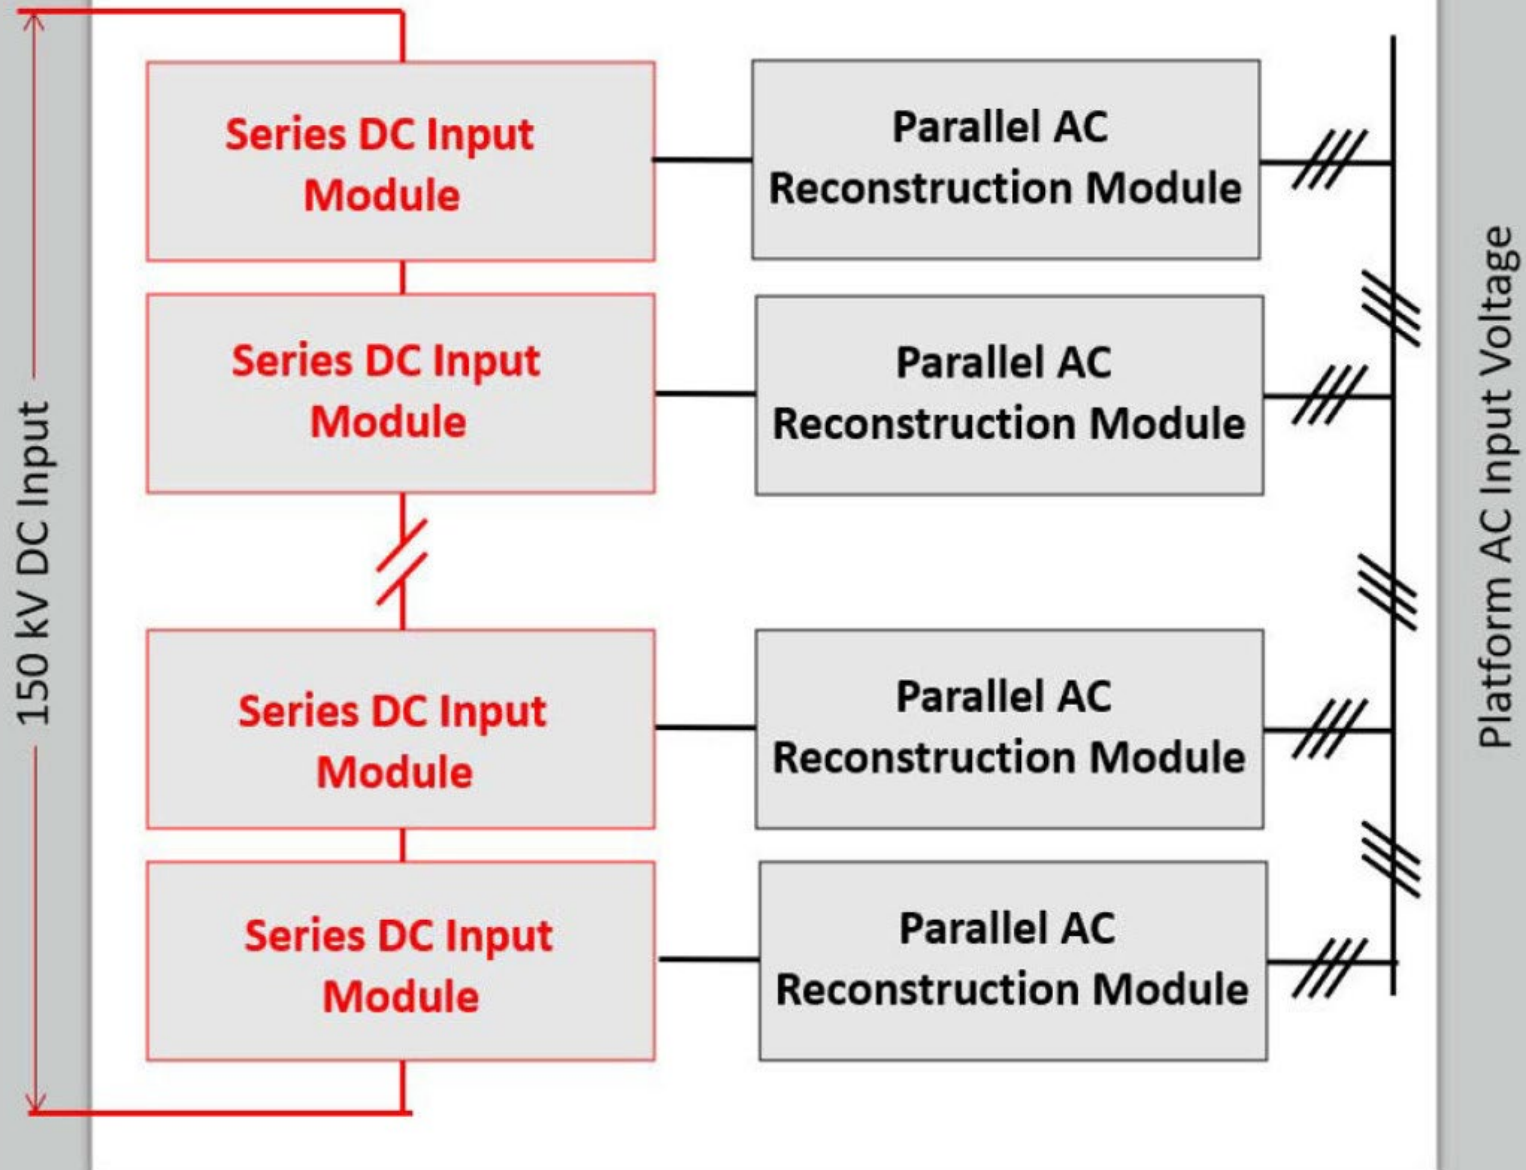 150 kV DC Input
Series DC Input
Module
Parallel AC
Reconstruction Module
Series DC Input
Module
Parallel AC
Reconstruction Module
Series DC Input
Module
Parallel AC
Reconstruction Module
Series DC Input
Module
Parallel AC
Reconstruction Module
Platform AC Input Voltage